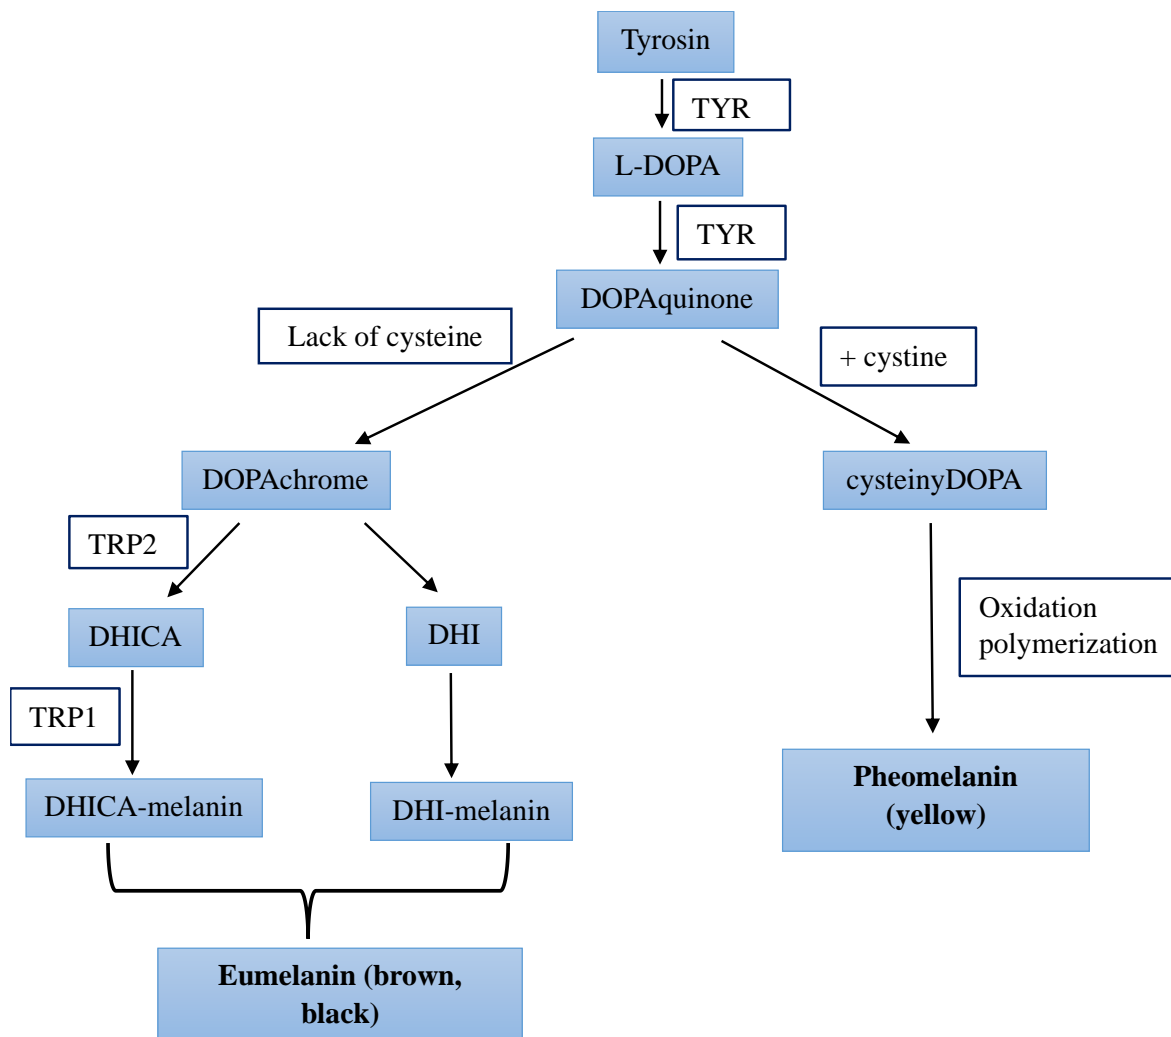 Tyrosin
TYR
L-DOPA
TYR
DOPAquinone
Lack of cysteine
+ cystine
DOPAchrome
cysteinyDOPA
TRP2
DHICA
DHI
Oxidation
polymerization
TRP1
DHICA-melanin
DHI-melanin
Pheomelanin
(yellow)
Eumelanin (brown,
black)